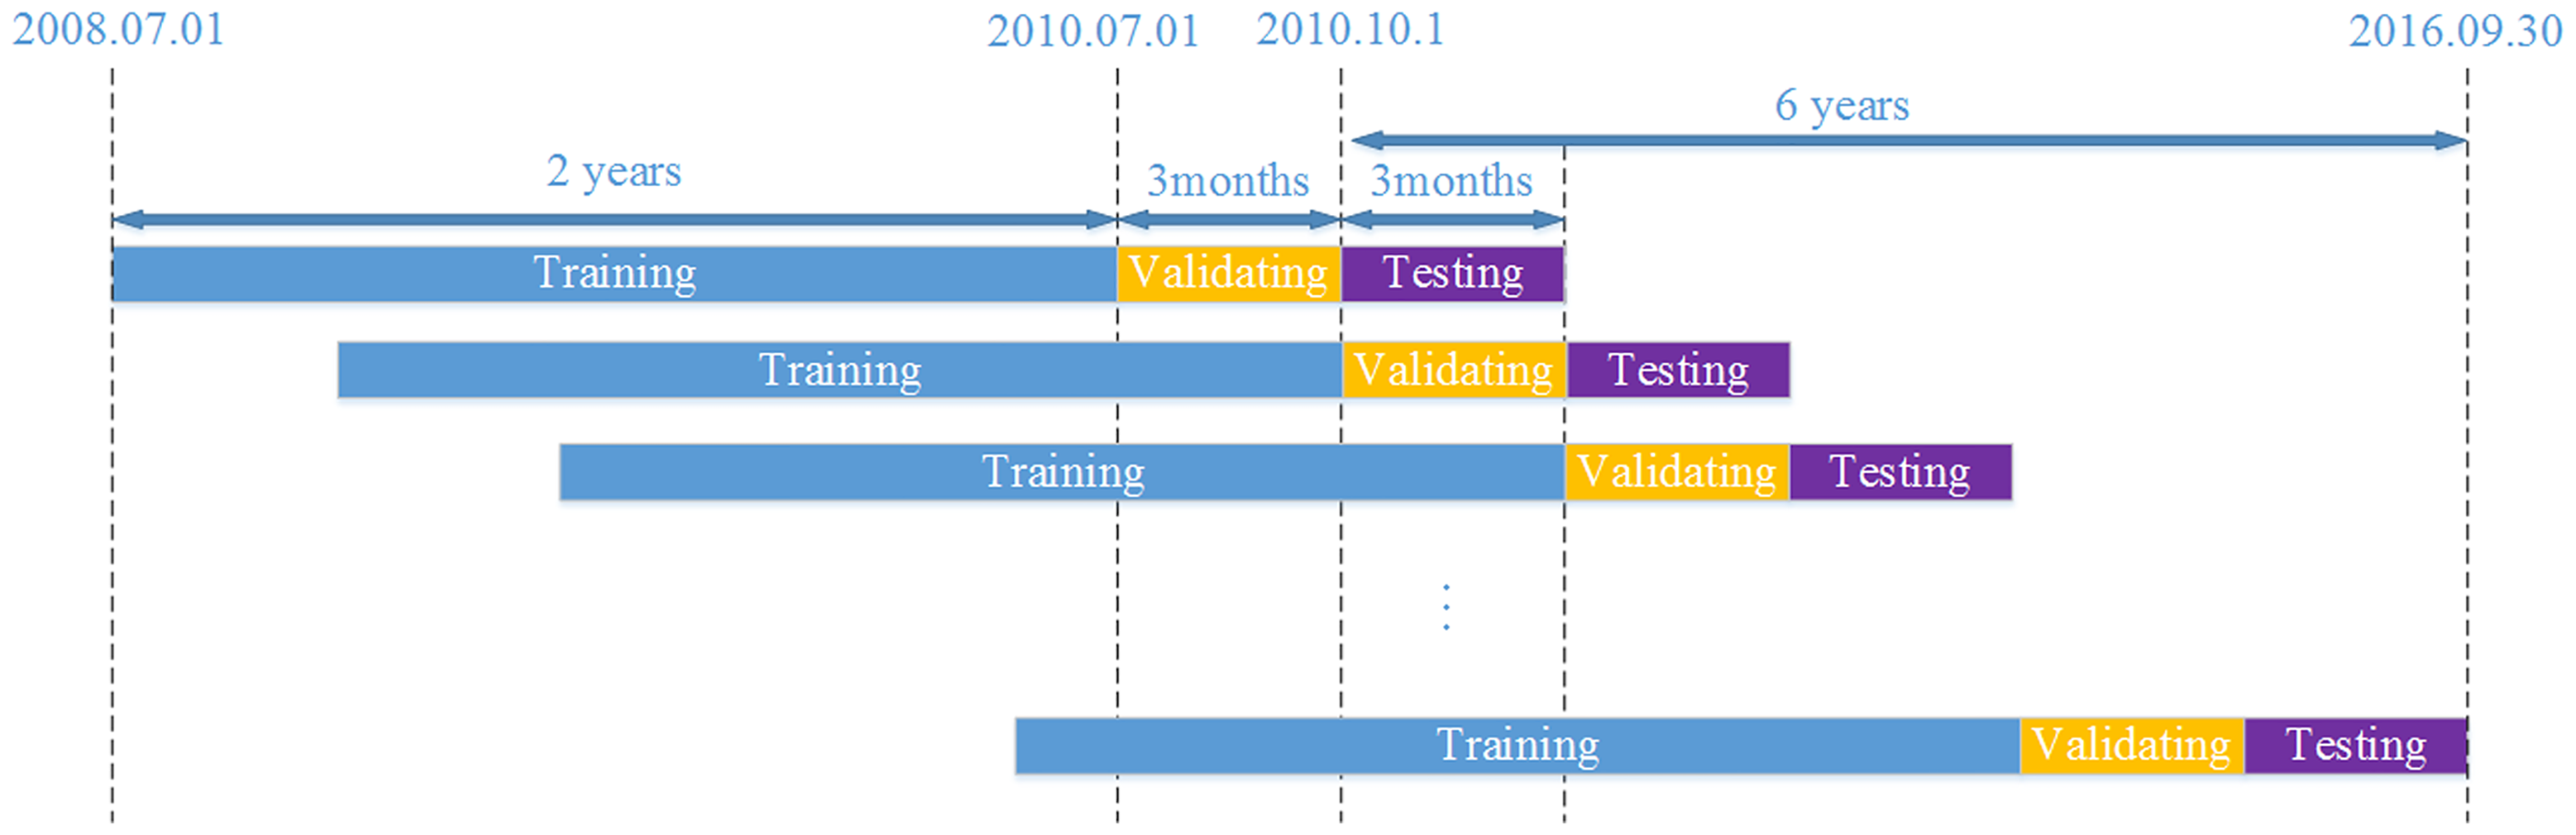 2008.07.01
2010.07.01
2010.10.1
2016.09.30
6 years
2 years
3months
3months
Training
Validating
Testing
Training
Validating
Testing
Training
Validating
Testing
Training
Validating
Testing